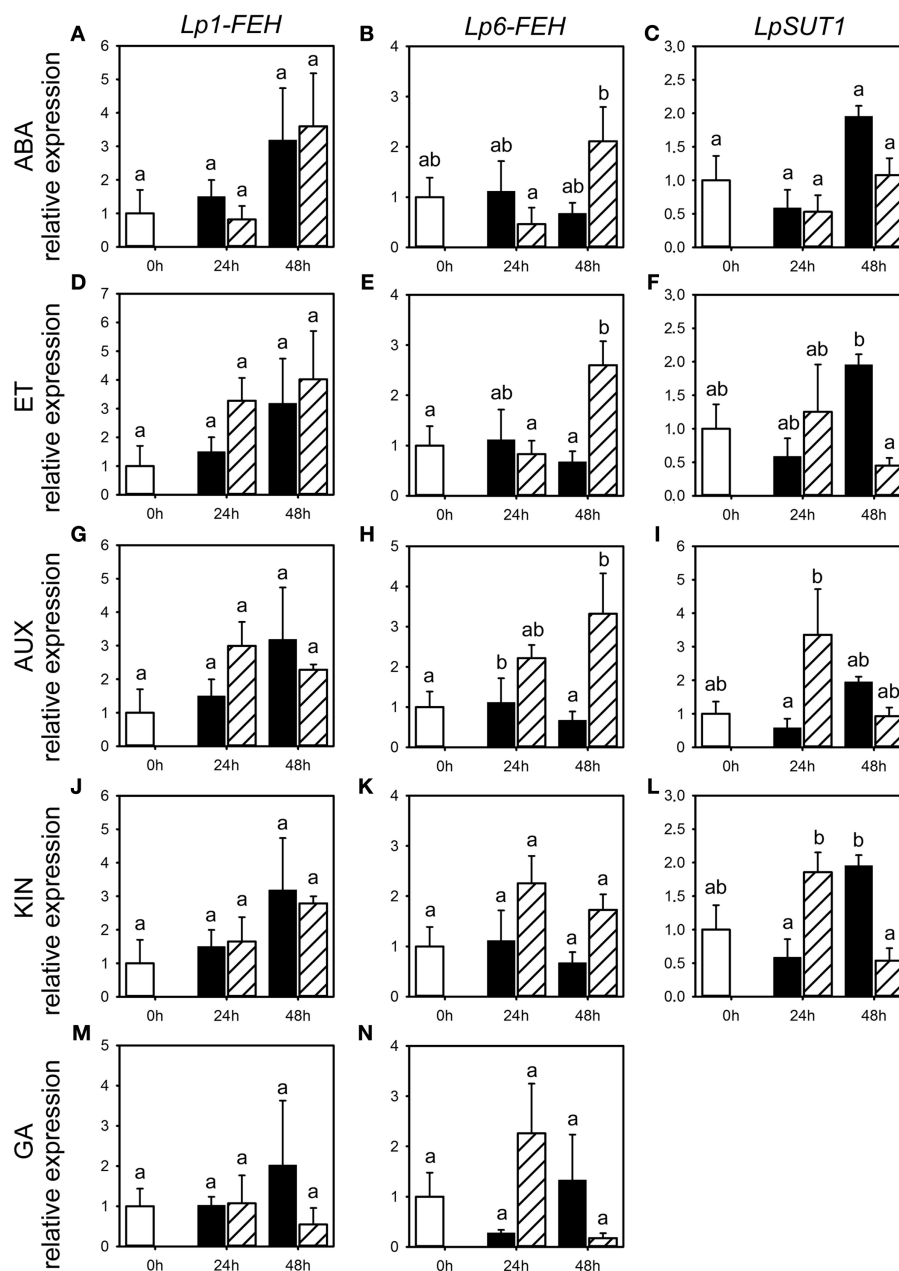 Lp1-FEH Lp6-FEH LpSUT1
A B C
ABA
relative expression
6 5 4 3 2 1 0
a a a a a
0h 24h 48h
4 3 2 1 0
ab ab a ab b
0h 24h 48h
3,0 2.5 2.0 1.5 1.0 0.5 0.0
a a a a a
0h 24h 48h
D E F
ET
relative expression
7 6 5 4 3 2 1 0
a a a a a
0h 24h 48h
4 3 2 1 0
a ab a a b
0h 24h 48h
3,0 2.5 2.0 1.5 1.0 0.5 0.0
ab ab ab b a
0h 24h 48h
G H I
AUX
relative expression
6 5 4 3 2 1 0
a a a a a
0h 24h 48h
5 4 3 2 1 0
a b ab a b
0h 24h 48h
6 5 4 3 2 1 0
ab a b ab ab
0h 24h 48h
J K L
KIN
relative expression
6 5 4 3 2 1 0
a a a a a
0h 24h 48h
4 3 2 1 0
a a a a a
0h 24h 48h
3,0 2.5 2.0 1.5 1.0 0.5 0.0
ab a b b a
0h 24h 48h
M N
GA
relative expression
5 4 3 2 1 0
a a a a a
0h 24h 48h
4 3 2 1 0
a a a a a
0h 24h 48h